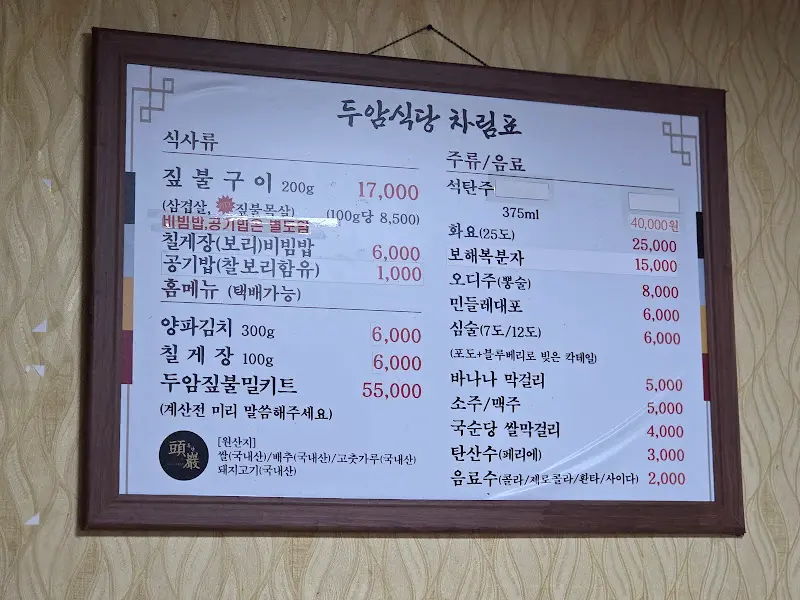 두암식당 차림표
식사류
짚불구이 200g 17,000
(삼겹살, 짚불목살) (100g당 8,500)
비빔밥,공기밥은 별도함
칠게장(보리)비빔밥 6,000
공기밥(찰보리함유) 1,000
홈메뉴 (택배가능)
양파김치 300g 6,000
칠게장 100g 6,000
두암짚불밀키트 55,000
(계산전 미리 말씀해주세요)
頭巖
[원산지]
쌀(국내산)/배추(국내산)/고춧가루(국내산)
돼지고기(국내산)
주류/음료
석탄주
375ml 40,000원
화요(25도) 25,000
보해복분자 15,000
오디주(뽕술) 8,000
민들레대포 6,000
심술(7도/12도) 6,000
(포도+블루베리로 빚은 칵테일)
바나나 막걸리 5,000
소주/맥주 5,000
국순당 쌀막걸리 4,000
탄산수(페리에) 3,000
음료수(콜라/제로콜라/환타/사이다) 2,000